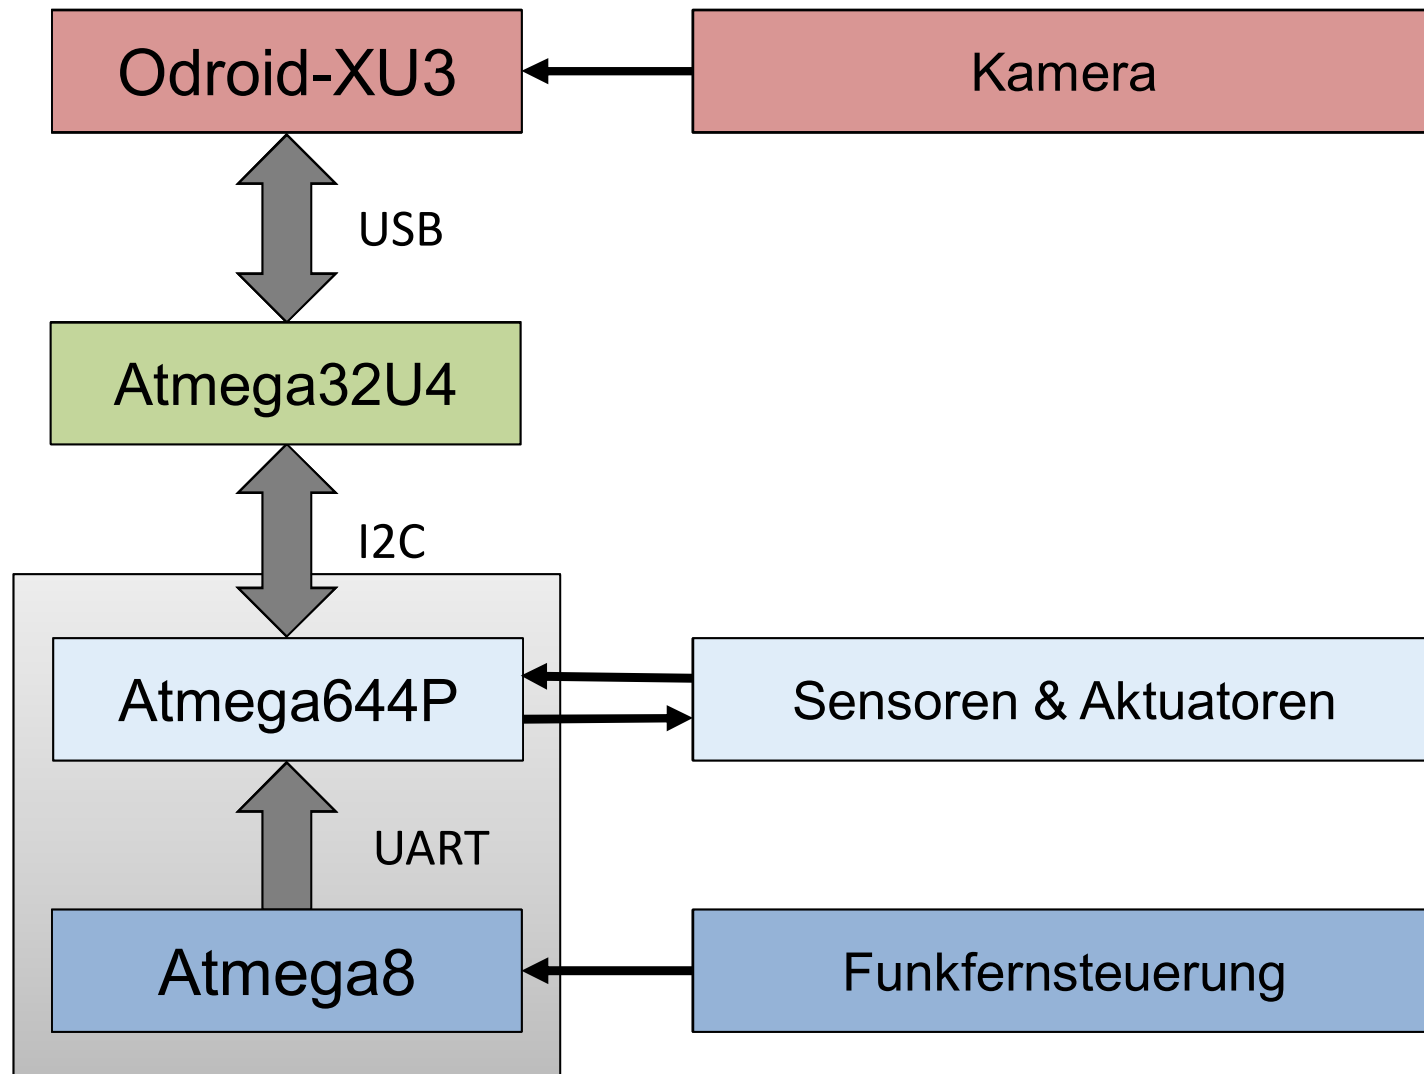 Odroid-XU3
Kamera
USB
Atmega32U4
I2C
Atmega644P
Sensoren & Aktuatoren
UART
Atmega8
Funkfernsteuerung